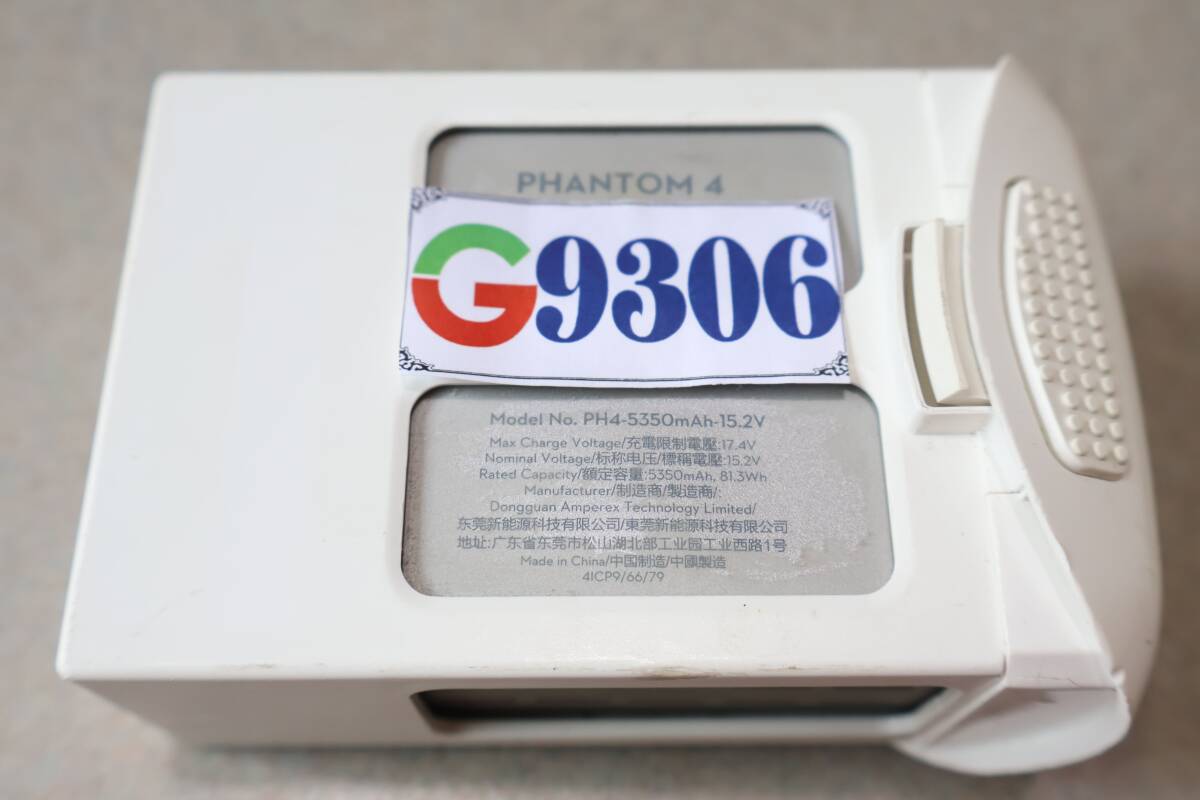 PHANTOM 4
G9306
Model No. PH4-5350mAh-15.2V
Max Charge Voltage/充電限制電壓:17.4V
Nominal Voltage/标称电压/標稱電壓:15.2V
Rated Capacity/額定容量:5350mAh, 81.3Wh
Manufacturer/制造商/製造商/:
Dongguan Amperex Technology Limited/
东莞新能源科技有限公司/東莞新能源科技有限公司
地址:广东省东莞市松山湖北部工业园工业西路1号
Made in China/中国制造/中國製造
4ICP9/66/79